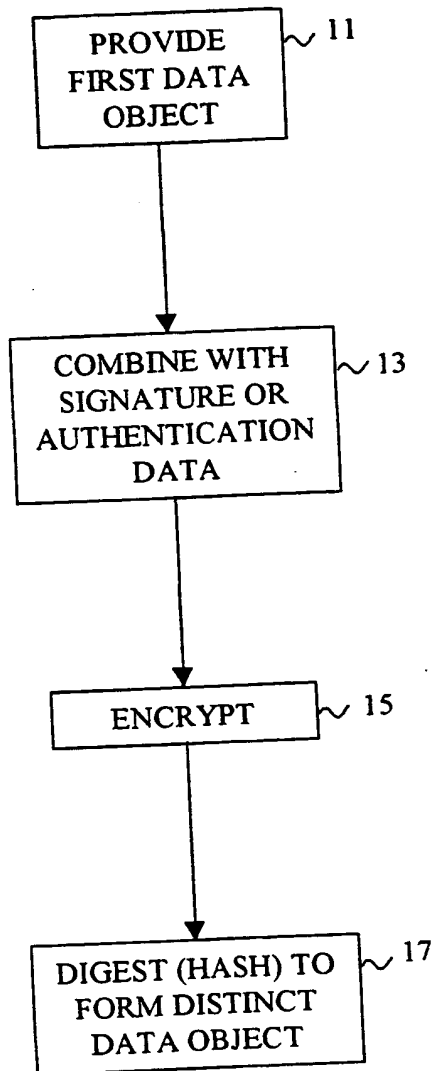 PROVIDE
FIRST DATA
OBJECT
11
COMBINE WITH
SIGNATURE OR
AUTHENTICATION
DATA
13
ENCRYPT
15
DIGEST (HASH) TO
FORM DISTINCT
DATA OBJECT
17